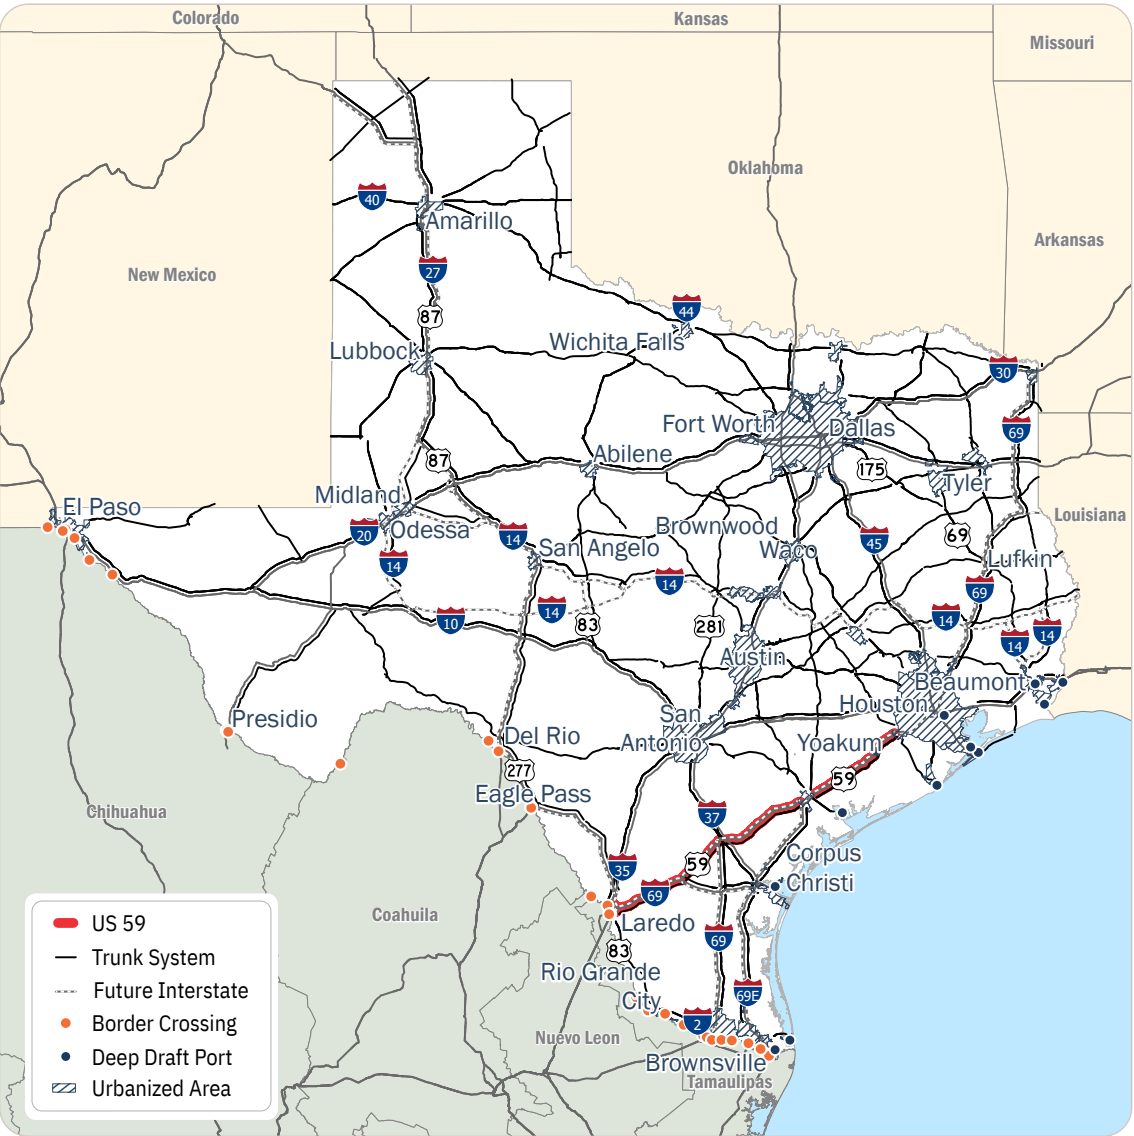 Colorado
Kansas
Missouri
Oklahoma
40
Amarillo
Arkansas
New Mexico
27
87
44
Wichita Falls
Lubbock
30
Fort Worth
Dallas
69
87
Abilene
175
Tyler
Midland
El Paso
Odessa
Brownwood
Louisiana
20
14
San Angelo
Waco
45
69
Lufkin
14
14
69
10
14
83
281
14
14
14
Austin
Beaumont
Houston
Presidio
San
Antonio
Del Rio
Yoakum
277
59
Eagle Pass
Chihuahua
37
35
59
Corpus
Christi
69
Coahuila
Laredo
69
83
Rio Grande
City
69E
2
Nuevo Leon
Brownsville
Tamaulipas
US 59
Trunk System
Future Interstate
Border Crossing
Deep Draft Port
Urbanized Area